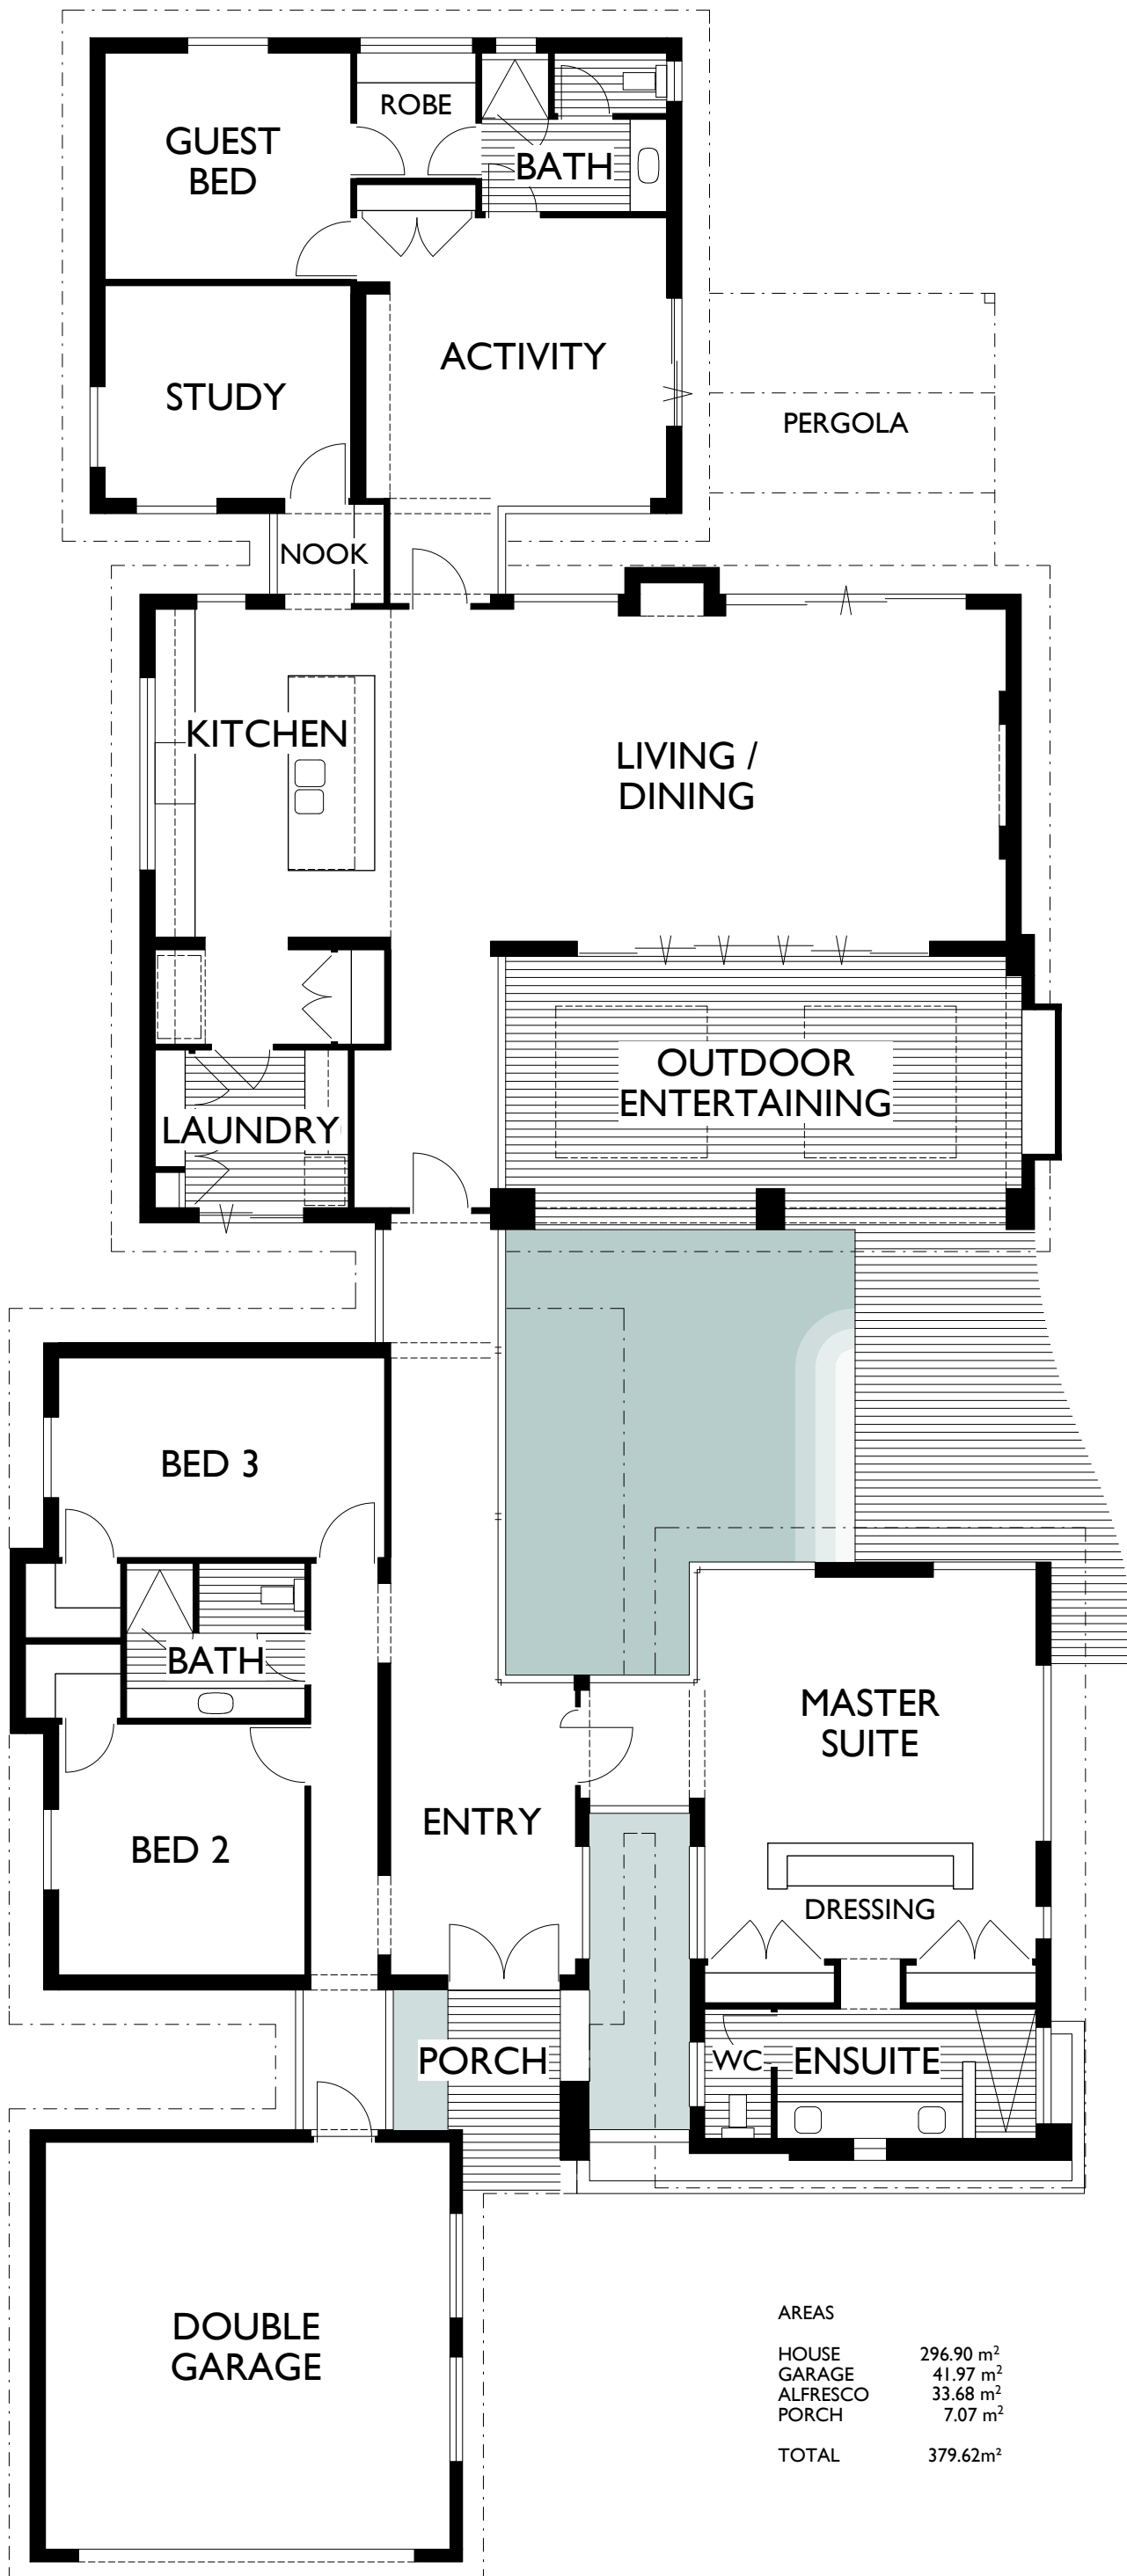 ROBE
GUEST
BED
BATH
ACTIVITY
STUDY
PERGOLA
NOOK
KITCHEN
LIVING /
DINING
OUTDOOR
ENTERTAINING
LAUNDRY
BED 3
BATH
MASTER
SUITE
ENTRY
BED 2
DRESSING
PORCH
WC
ENSUITE
DOUBLE
GARAGE
AREAS
HOUSE 296.90 m²
GARAGE 41.97 m²
ALFRESCO 33.68 m²
PORCH 7.07 m²
TOTAL 379.62m²